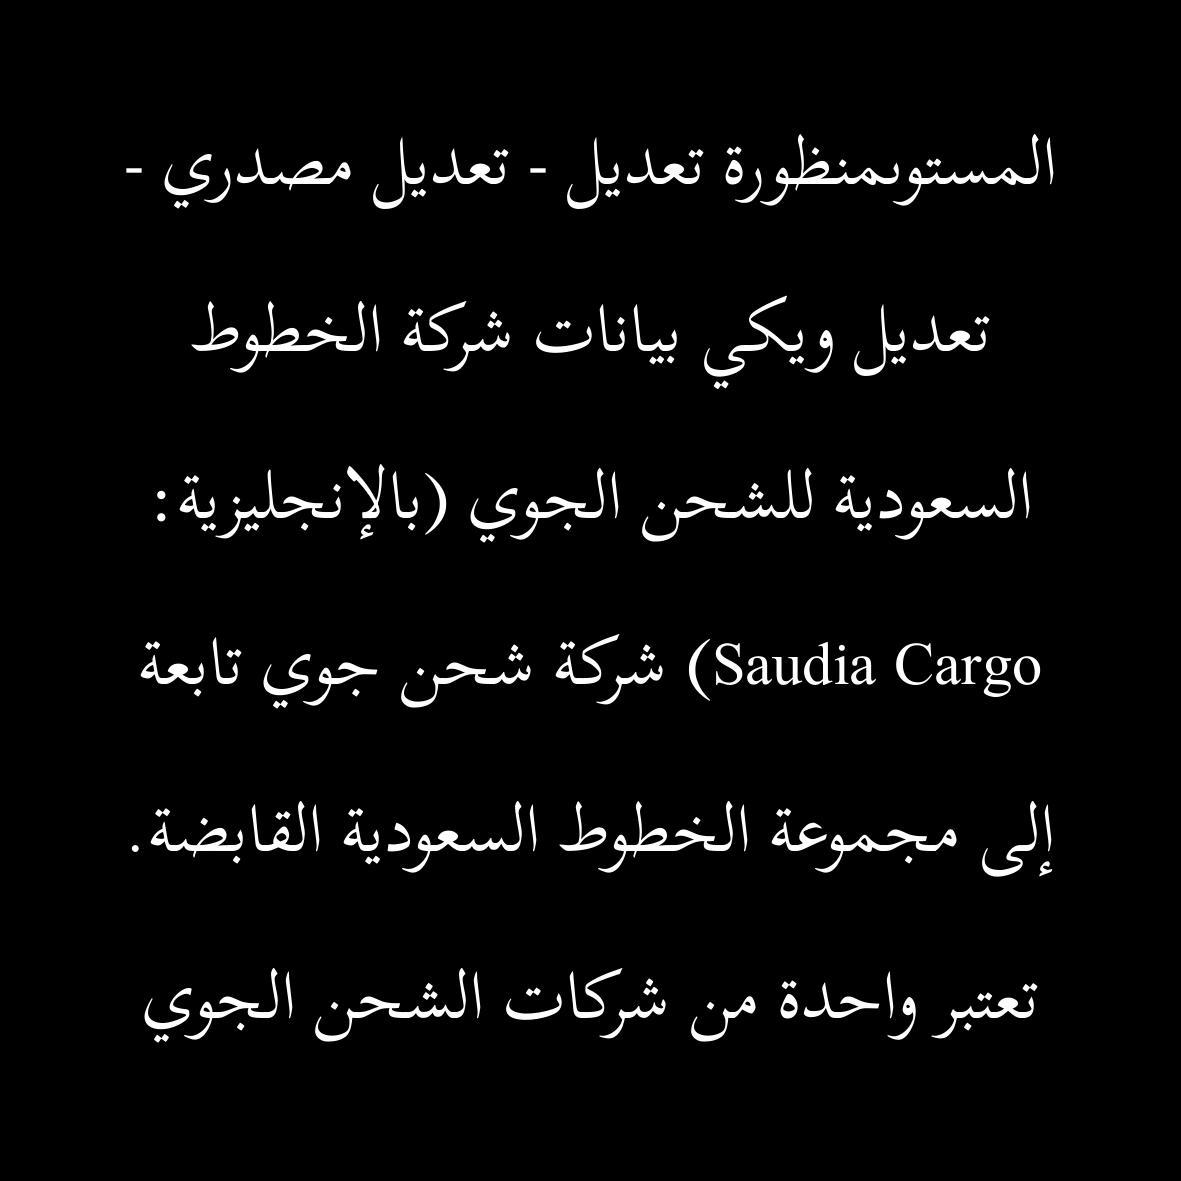 المستوىمنظورة تعديل - تعديل مصدري -
تعديل ويكي بيانات شركة الخطوط
السعودية للشحن الجوي (بالإنجليزية:
Saudia Cargo) شركة شحن جوي تابعة
إلى مجموعة الخطوط السعودية القابضة.
تعتبر واحدة من شركات الشحن الجوي